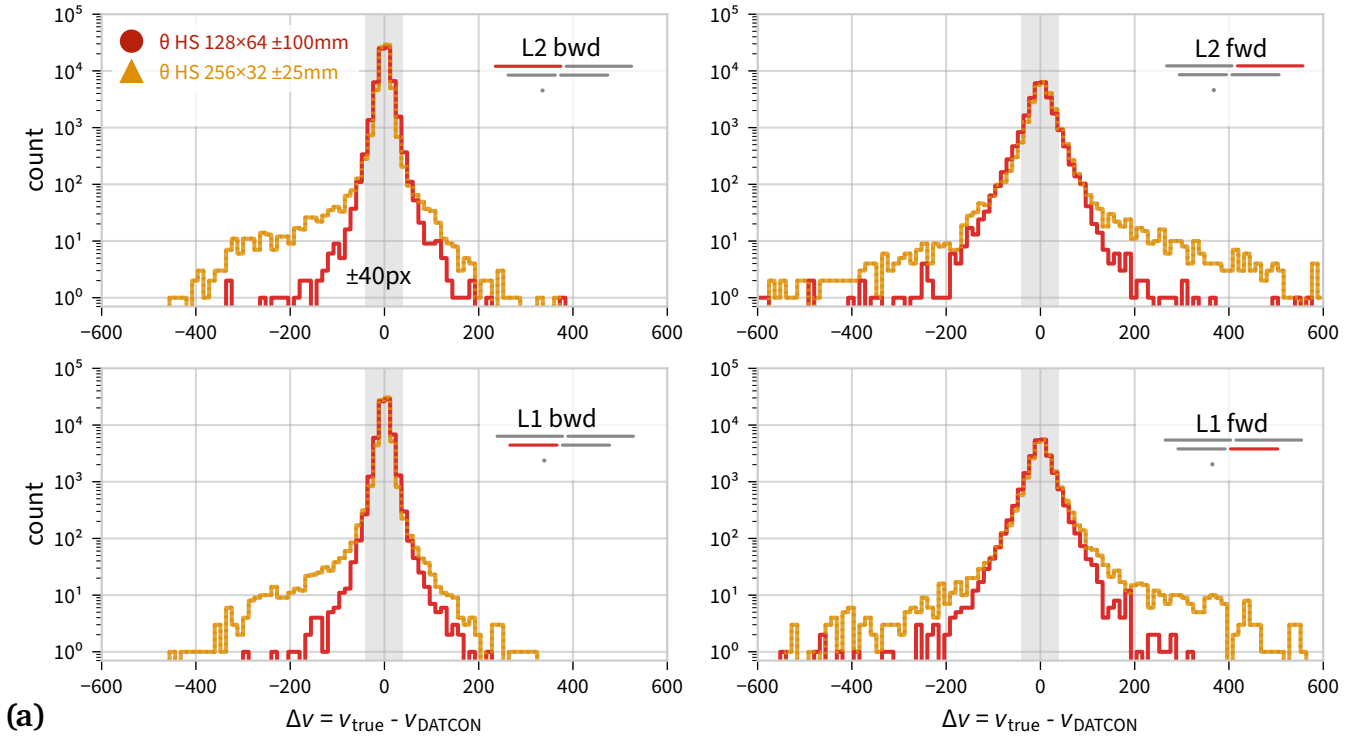 10⁵
10⁴
10³
10²
10¹
10⁰
count
θ HS 128×64 ±100mm
θ HS 256×32 ±25mm
L2 bwd
±40px
−600 −400 −200 0 200 400 600
10⁵
10⁴
10³
10²
10¹
10⁰
L2 fwd
−600 −400 −200 0 200 400 600
10⁵
10⁴
10³
10²
10¹
10⁰
count
L1 bwd
−600 −400 −200 0 200 400 600
Δv = v_true - v_DATCON
10⁵
10⁴
10³
10²
10¹
10⁰
L1 fwd
−600 −400 −200 0 200 400 600
Δv = v_true - v_DATCON
(a)